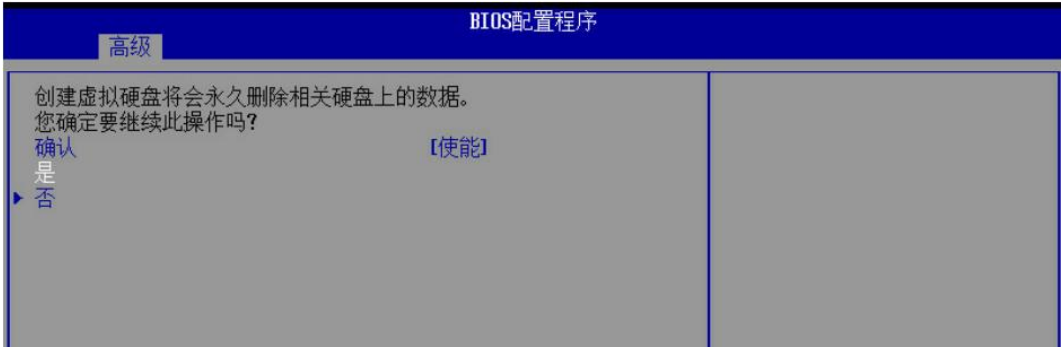 BIOS配置程序
高级
创建虚拟硬盘将会永久删除相关硬盘上的数据。
您确定要继续此操作吗?
确认 [使能]
是
否